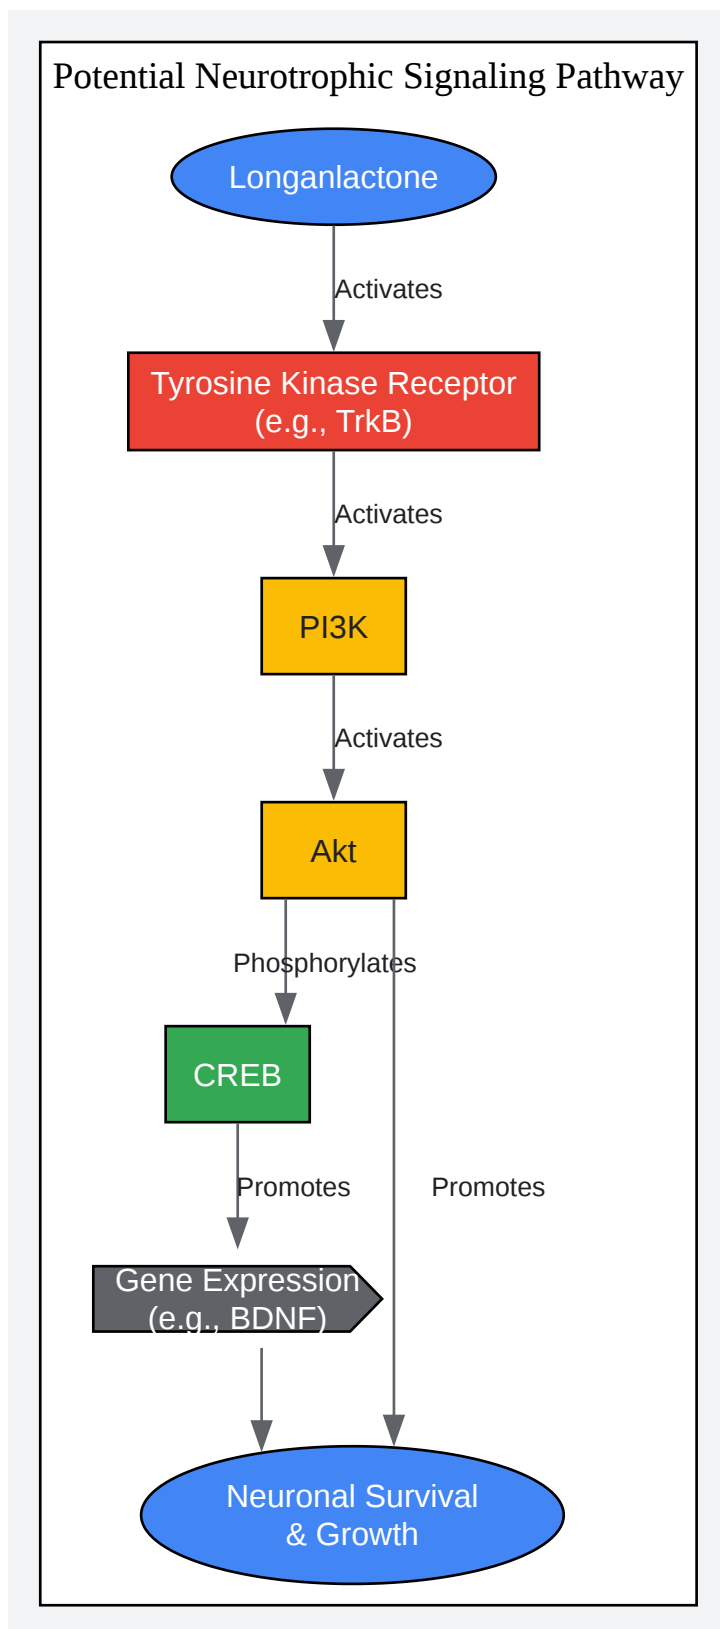 Potential Neurotrophic Signaling Pathway
Longanlactone
Activates
Tyrosine Kinase Receptor
(e.g., TrkB)
Activates
PI3K
Activates
Akt
Phosphorylates
CREB
Promotes
Promotes
Gene Expression
(e.g., BDNF)
Neuronal Survival
& Growth